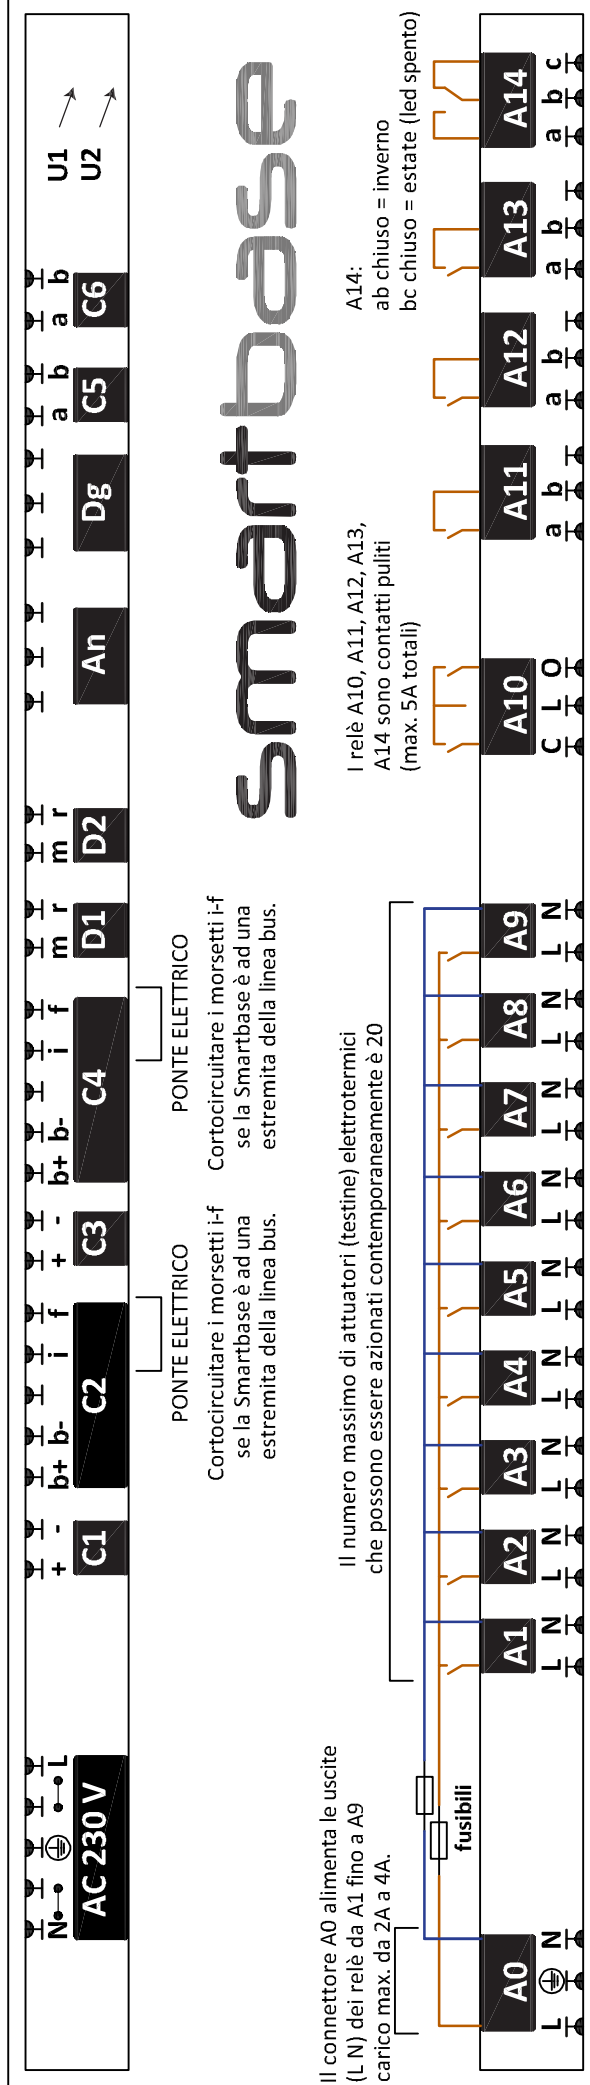 N L
AC 230 V
+ -
C1
b+ b- i f
C2
PONTE ELETTRICO
Cortocircuitare i morsetti i-f
se la Smartbase è ad una
estremita della linea bus.
+ -
C3
b+ b- i f
C4
PONTE ELETTRICO
Cortocircuitare i morsetti i-f
se la Smartbase è ad una
estremita della linea bus.
m r
D1
m r
D2
An
Dg
a b
C5
a b
C6
U1
U2
smartbase
Il connettore A0 alimenta le uscite
(L N) dei relè da A1 fino a A9
carico max. da 2A a 4A.
fusibili
Il numero massimo di attuatori (testine) elettrotermici
che possono essere azionati contemporaneamente è 20
I relè A10, A11, A12, A13,
A14 sono contatti puliti
(max. 5A totali)
A14:
ab chiuso = inverno
bc chiuso = estate (led spento)
A0
L N
A1
L N
A2
L N
A3
L N
A4
L N
A5
L N
A6
L N
A7
L N
A8
L N
A9
L N
A10
C L O
A11
a b
A12
a b
A13
a b
A14
a b c